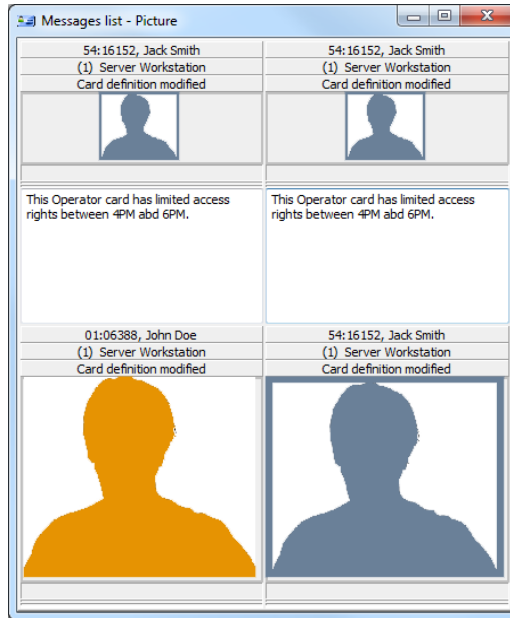 Messages list - Picture
54:16152, Jack Smith
(1) Server Workstation
Card definition modified
This Operator card has limited access
rights between 4PM abd 6PM.
54:16152, Jack Smith
(1) Server Workstation
Card definition modified
This Operator card has limited access
rights between 4PM abd 6PM.
01:06388, John Doe
(1) Server Workstation
Card definition modified
54:16152, Jack Smith
(1) Server Workstation
Card definition modified